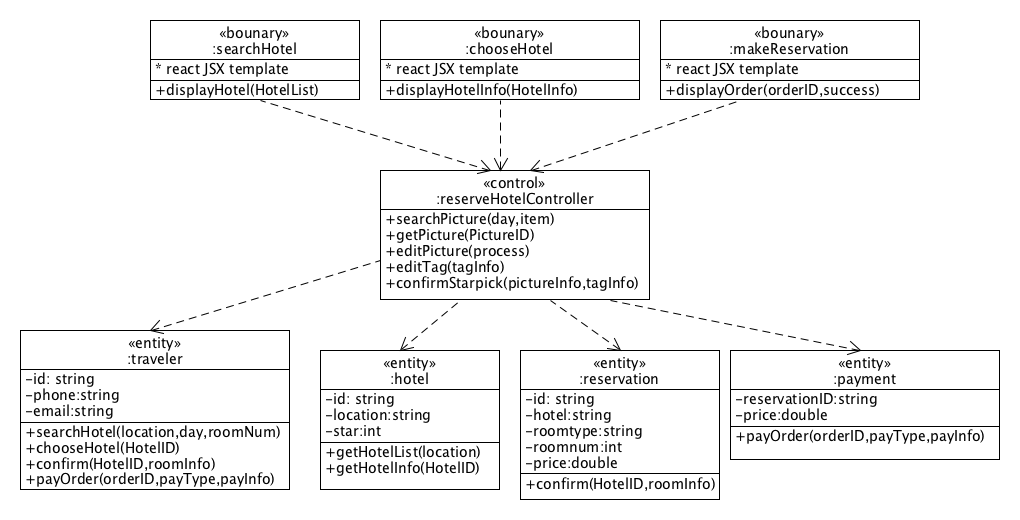 «bounary»
:searchHotel
* react JSX template
+displayHotel(HotelList)
«bounary»
:chooseHotel
* react JSX template
+displayHotelInfo(HotelInfo)
«bounary»
:makeReservation
* react JSX template
+displayOrder(orderID,success)
«control»
:reserveHotelController
+searchPicture(day,item)
+getPicture(PictureID)
+editPicture(process)
+editTag(tagInfo)
+confirmStarpick(pictureInfo,tagInfo)
«entity»
:traveler
-id: string
-phone:string
-email:string
+searchHotel(location,day,roomNum)
+chooseHotel(HotelID)
+confirm(HotelID,roomInfo)
+payOrder(orderID,payType,payInfo)
«entity»
:hotel
-id: string
-location:string
-star:int
+getHotelList(location)
+getHotelInfo(HotelID)
«entity»
:reservation
-id: string
-hotel:string
-roomtype:string
-roomnum:int
-price:double
+confirm(HotelID,roomInfo)
«entity»
:payment
-reservationID:string
-price:double
+payOrder(orderID,payType,payInfo)